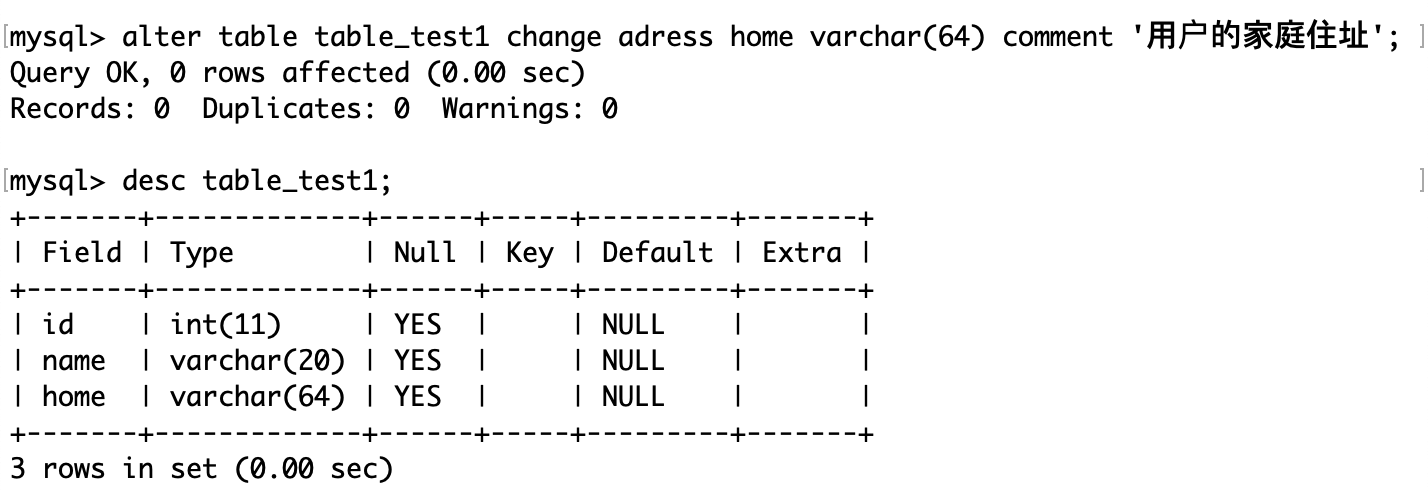 [mysql> alter table table_test1 change adress home varchar(64) comment '用户的家庭住址'; ]
Query OK, 0 rows affected (0.00 sec)
Records: 0  Duplicates: 0  Warnings: 0
[mysql> desc table_test1; ]
+-------+-------------+------+-----+---------+-------+
| Field | Type        | Null | Key | Default | Extra |
+-------+-------------+------+-----+---------+-------+
| id    | int(11)     | YES  |     | NULL    |       |
| name  | varchar(20) | YES  |     | NULL    |       |
| home  | varchar(64) | YES  |     | NULL    |       |
+-------+-------------+------+-----+---------+-------+
3 rows in set (0.00 sec)